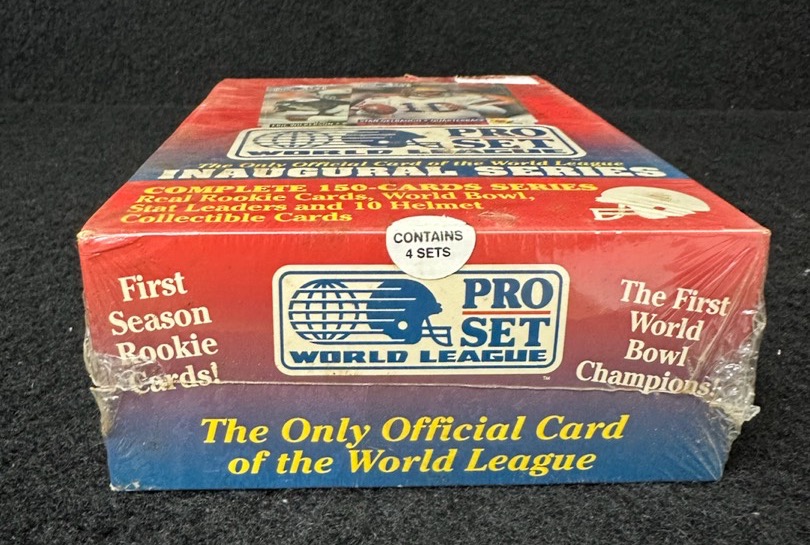 PRO
SET
WORLD LEAGUE
The Only Official Card of the World League
INAUGURAL SERIES
COMPLETE 150-CARDS SERIES
Real Rookie Cards, World Bowl,
Stat Leaders and 10 Helmet
Collectible Cards
CONTAINS
4 SETS
First
Season
Rookie
Cards!
PRO
SET
WORLD LEAGUE
TM
The First
World
Bowl
Champions!
The Only Official Card
of the World League